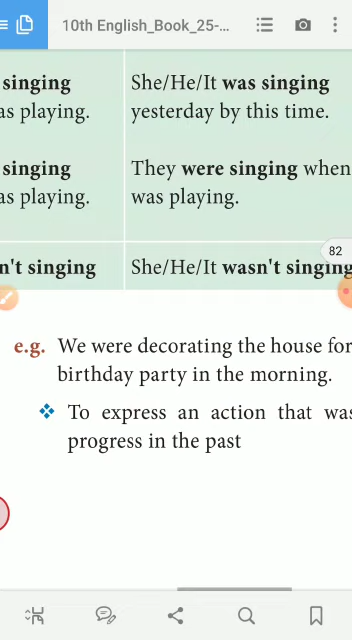 10th English_Book_25-...
singing
She/He/It was singing
as playing.
yesterday by this time.
singing
They were singing when
as playing.
was playing.
82
n't singing
She/He/It wasn't singing
e.g. We were decorating the house for
birthday party in the morning.
❖ To express an action that was
progress in the past